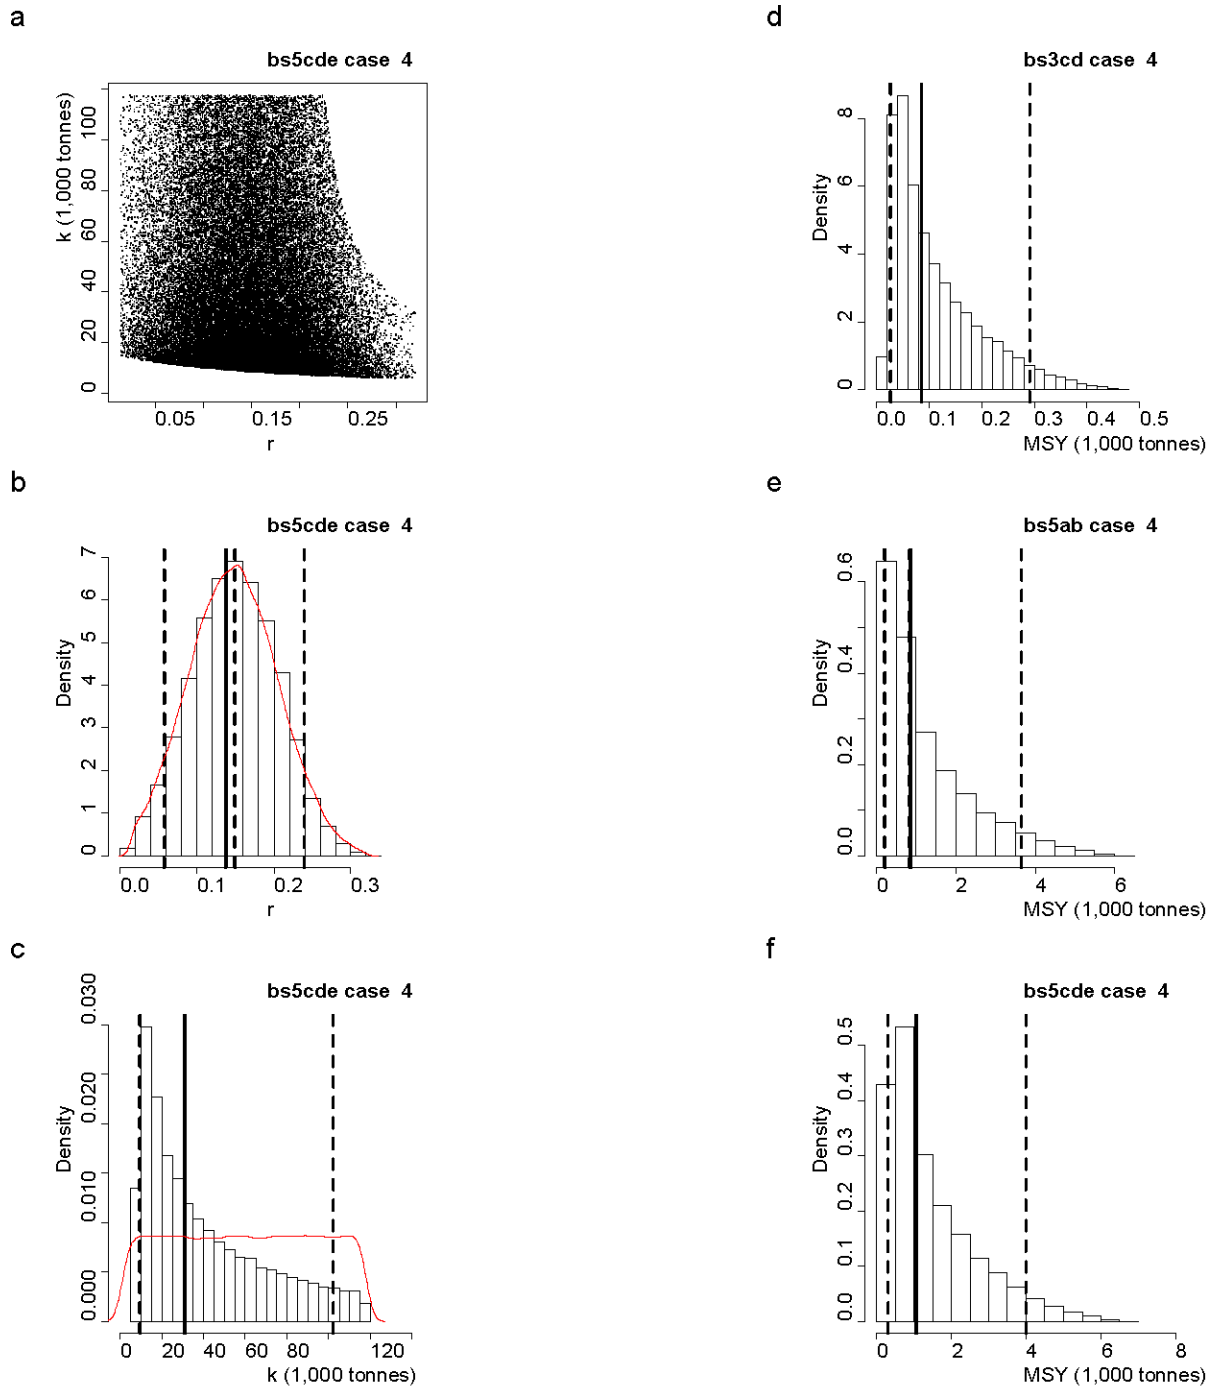 a
bs5cde case 4
k (1,000 tonnes)
0 20 40 60 80 100
0.05 0.15 0.25
r
b
bs5cde case 4
Density
0 1 2 3 4 5 6 7
0.0 0.1 0.2 0.3
r
c
bs5cde case 4
Density
0.000 0.010 0.020 0.030
0 20 40 60 80 120
k (1,000 tonnes)
d
bs3cd case 4
Density
0 2 4 6 8
0.0 0.1 0.2 0.3 0.4 0.5
MSY (1,000 tonnes)
e
bs5ab case 4
Density
0.0 0.2 0.4 0.6
0 2 4 6
MSY (1,000 tonnes)
f
bs5cde case 4
Density
0.0 0.1 0.2 0.3 0.4 0.5
0 2 4 6 8
MSY (1,000 tonnes)